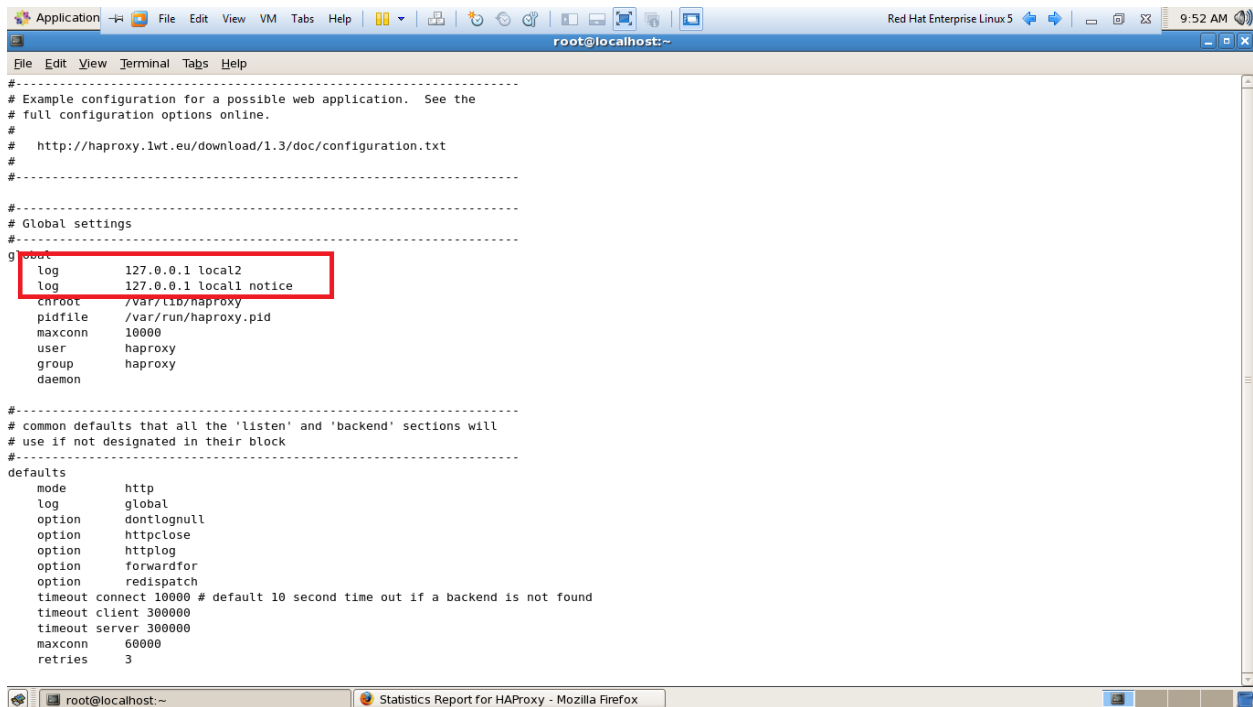 Application File Edit View VM Tabs Help Red Hat Enterprise Linux 5 9:52 AM
root@localhost:~
File Edit View Terminal Tabs Help
#---------------------------------------------------------------------
# Example configuration for a possible web application.  See the
# full configuration options online.
#
#   http://haproxy.1wt.eu/download/1.3/doc/configuration.txt
#
#---------------------------------------------------------------------
#---------------------------------------------------------------------
# Global settings
#---------------------------------------------------------------------
global
    log         127.0.0.1 local2
    log         127.0.0.1 local1 notice
    chroot      /var/lib/haproxy
    pidfile     /var/run/haproxy.pid
    maxconn     10000
    user        haproxy
    group       haproxy
    daemon
#---------------------------------------------------------------------
# common defaults that all the 'listen' and 'backend' sections will
# use if not designated in their block
#---------------------------------------------------------------------
defaults
    mode        http
    log         global
    option      dontlognull
    option      httpclose
    option      httplog
    option      forwardfor
    option      redispatch
    timeout connect 10000 # default 10 second time out if a backend is not found
    timeout client 300000
    timeout server 300000
    maxconn     60000
    retries     3
root@localhost:~ Statistics Report for HAProxy - Mozilla Firefox